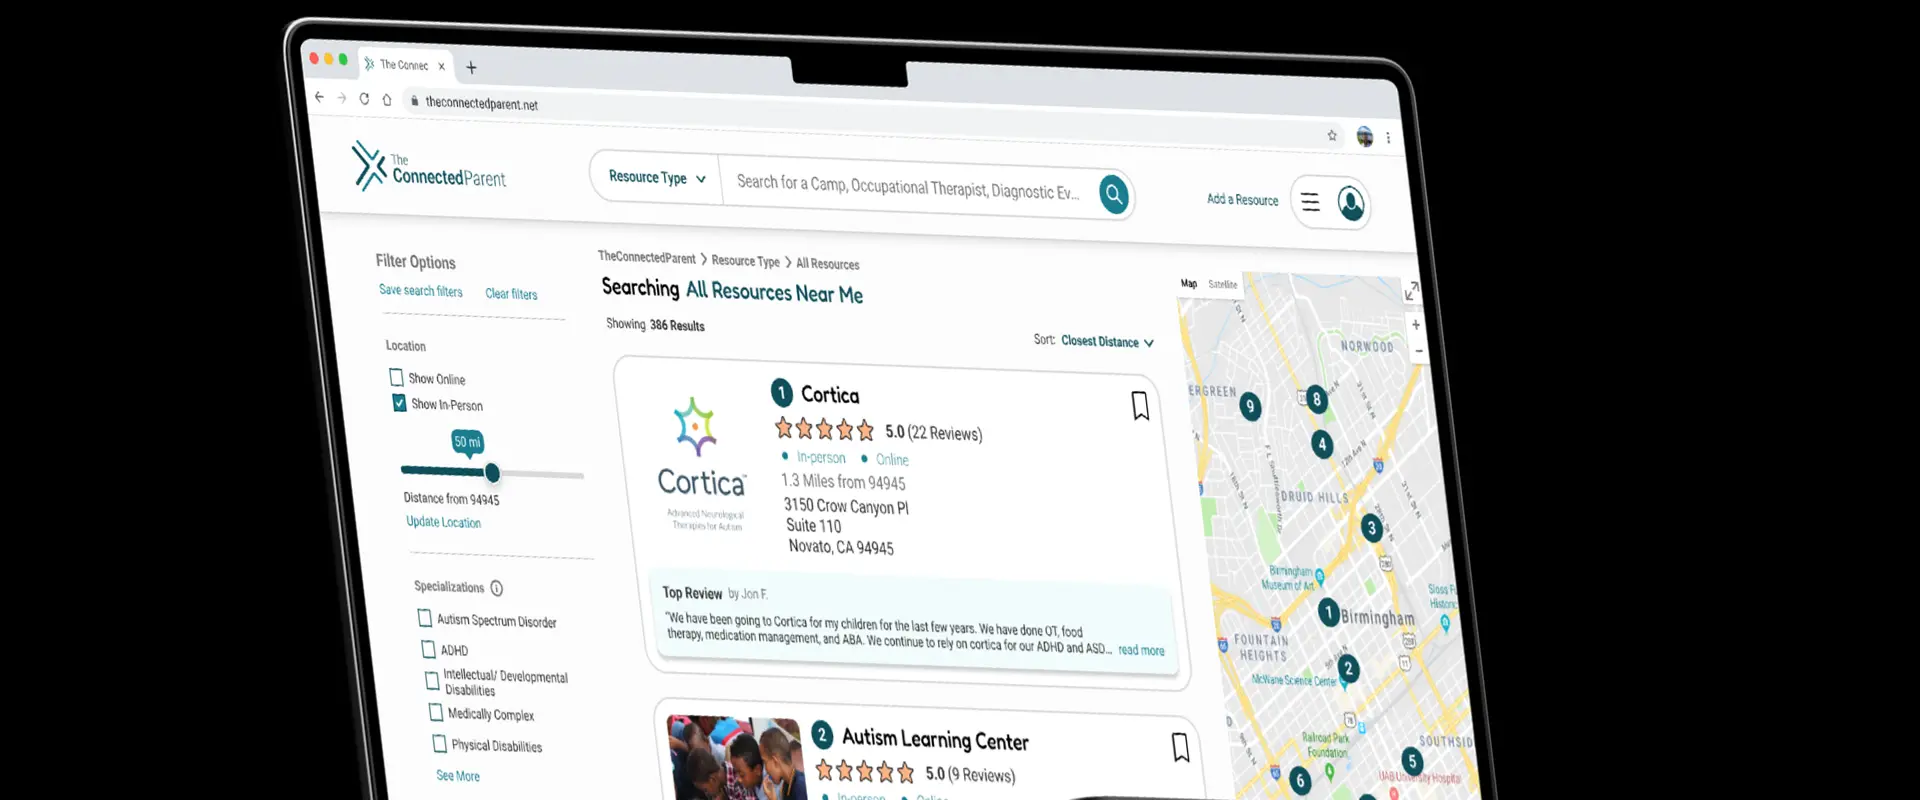 The Connec
theconnectedparent.net
The
ConnectedParent
Resource Type
Search for a Camp, Occupational Therapist, Diagnostic Ev...
Add a Resource
Filter Options
Save search filters
Clear filters
Location
Show Online
Show In-Person
50 mi
Distance from 94945
Update Location
Specializations
Autism Spectrum Disorder
ADHD
Intellectual/ Developmental
Disabilities
Medically Complex
Physical Disabilities
See More
TheConnectedParent > Resource Type > All Resources
Searching All Resources Near Me
Showing 386 Results
Sort: Closest Distance
Cortica™
Advanced Neurological
Therapies for Autism
1 Cortica
5.0 (22 Reviews)
In-person
Online
1.3 Miles from 94945
3150 Crow Canyon Pl
Suite 110
Novato, CA 94945
Top Review by Jon F.
"We have been going to Cortica for my children for the last few years. We have done OT, food
therapy, medication management, and ABA. We continue to rely on cortica for our ADHD and ASD... read more
2 Autism Learning Center
5.0 (9 Reviews)
In-person
Map
Satellite
NORWOOD
ERGREEN
9
8
4
DRUID HILLS
3
Birmingham
Museum of Art
Sloss Fu
Historic
1
Birmingham
FOUNTAIN
HEIGHTS
2
McWane Science Center
Railroad Park
Foundation
SOUTHSID
5
UAB University Hospital
6